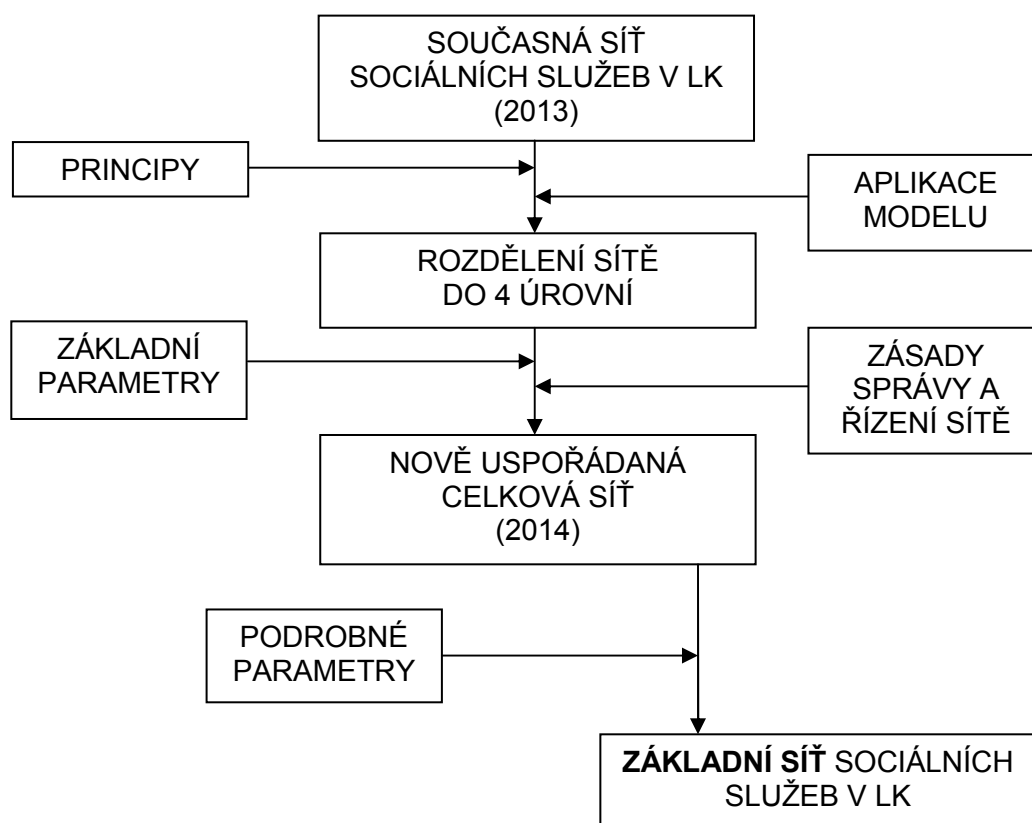 SOUČASNÁ SÍŤ
SOCIÁLNÍCH SLUŽEB V LK
(2013)
PRINCIPY
APLIKACE
MODELU
ROZDĚLENÍ SÍTĚ
DO 4 ÚROVNÍ
ZÁKLADNÍ
PARAMETRY
ZÁSADY
SPRÁVY A
ŘÍZENÍ SÍTĚ
NOVĚ USPOŘÁDANÁ
CELKOVÁ SÍŤ
(2014)
PODROBNÉ
PARAMETRY
ZÁKLADNÍ SÍŤ SOCIÁLNÍCH
SLUŽEB V LK